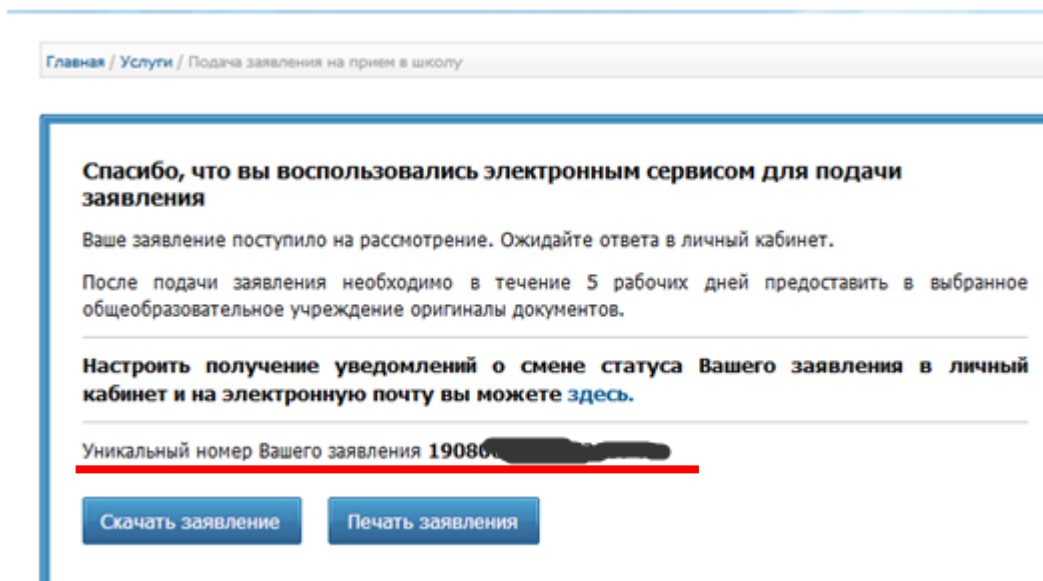 Главная / Услуги / Подача заявления на прием в школу
Спасибо, что вы воспользовались электронным сервисом для подачи
заявления
Ваше заявление поступило на рассмотрение. Ожидайте ответа в личный кабинет.
После подачи заявления необходимо в течение 5 рабочих дней предоставить в выбранное
общеобразовательное учреждение оригиналы документов.
Настроить получение уведомлений о смене статуса Вашего заявления в личный
кабинет и на электронную почту вы можете здесь.
Уникальный номер Вашего заявления 19080
Скачать заявление Печать заявления